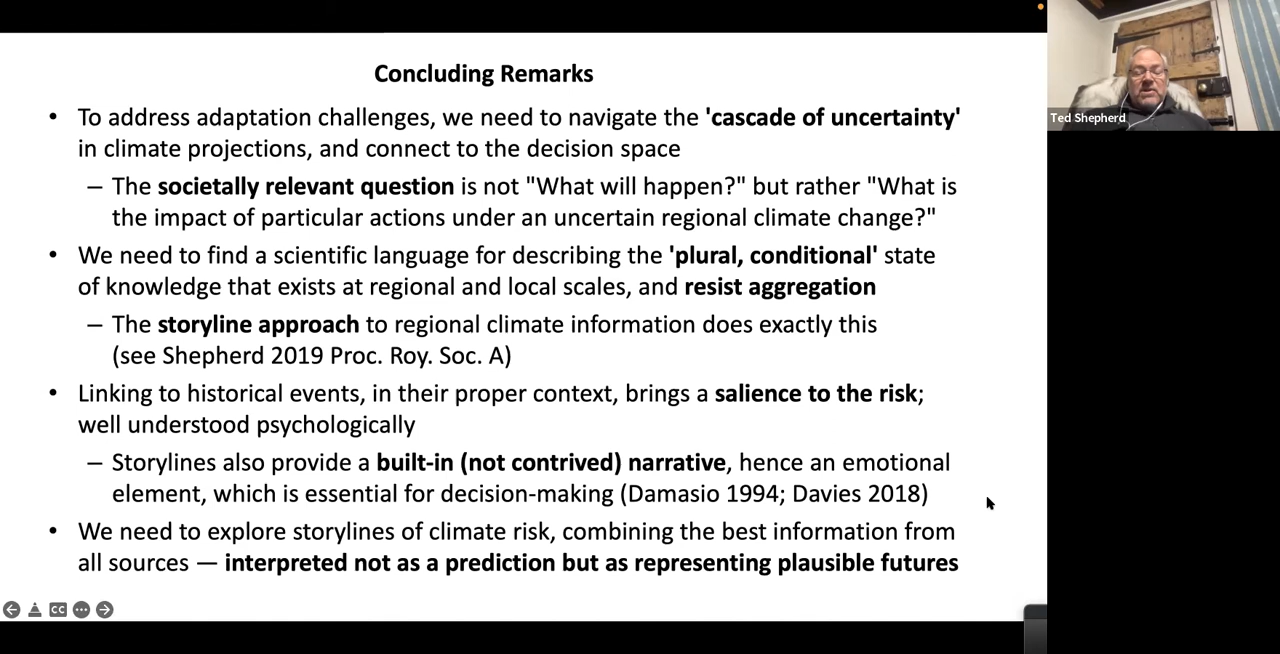 Concluding Remarks
• To address adaptation challenges, we need to navigate the 'cascade of uncertainty'
in climate projections, and connect to the decision space
– The societally relevant question is not "What will happen?" but rather "What is
the impact of particular actions under an uncertain regional climate change?"
• We need to find a scientific language for describing the 'plural, conditional' state
of knowledge that exists at regional and local scales, and resist aggregation
– The storyline approach to regional climate information does exactly this
(see Shepherd 2019 Proc. Roy. Soc. A)
• Linking to historical events, in their proper context, brings a salience to the risk;
well understood psychologically
– Storylines also provide a built-in (not contrived) narrative, hence an emotional
element, which is essential for decision-making (Damasio 1994; Davies 2018)
• We need to explore storylines of climate risk, combining the best information from
all sources — interpreted not as a prediction but as representing plausible futures
CC
Ted Shepherd